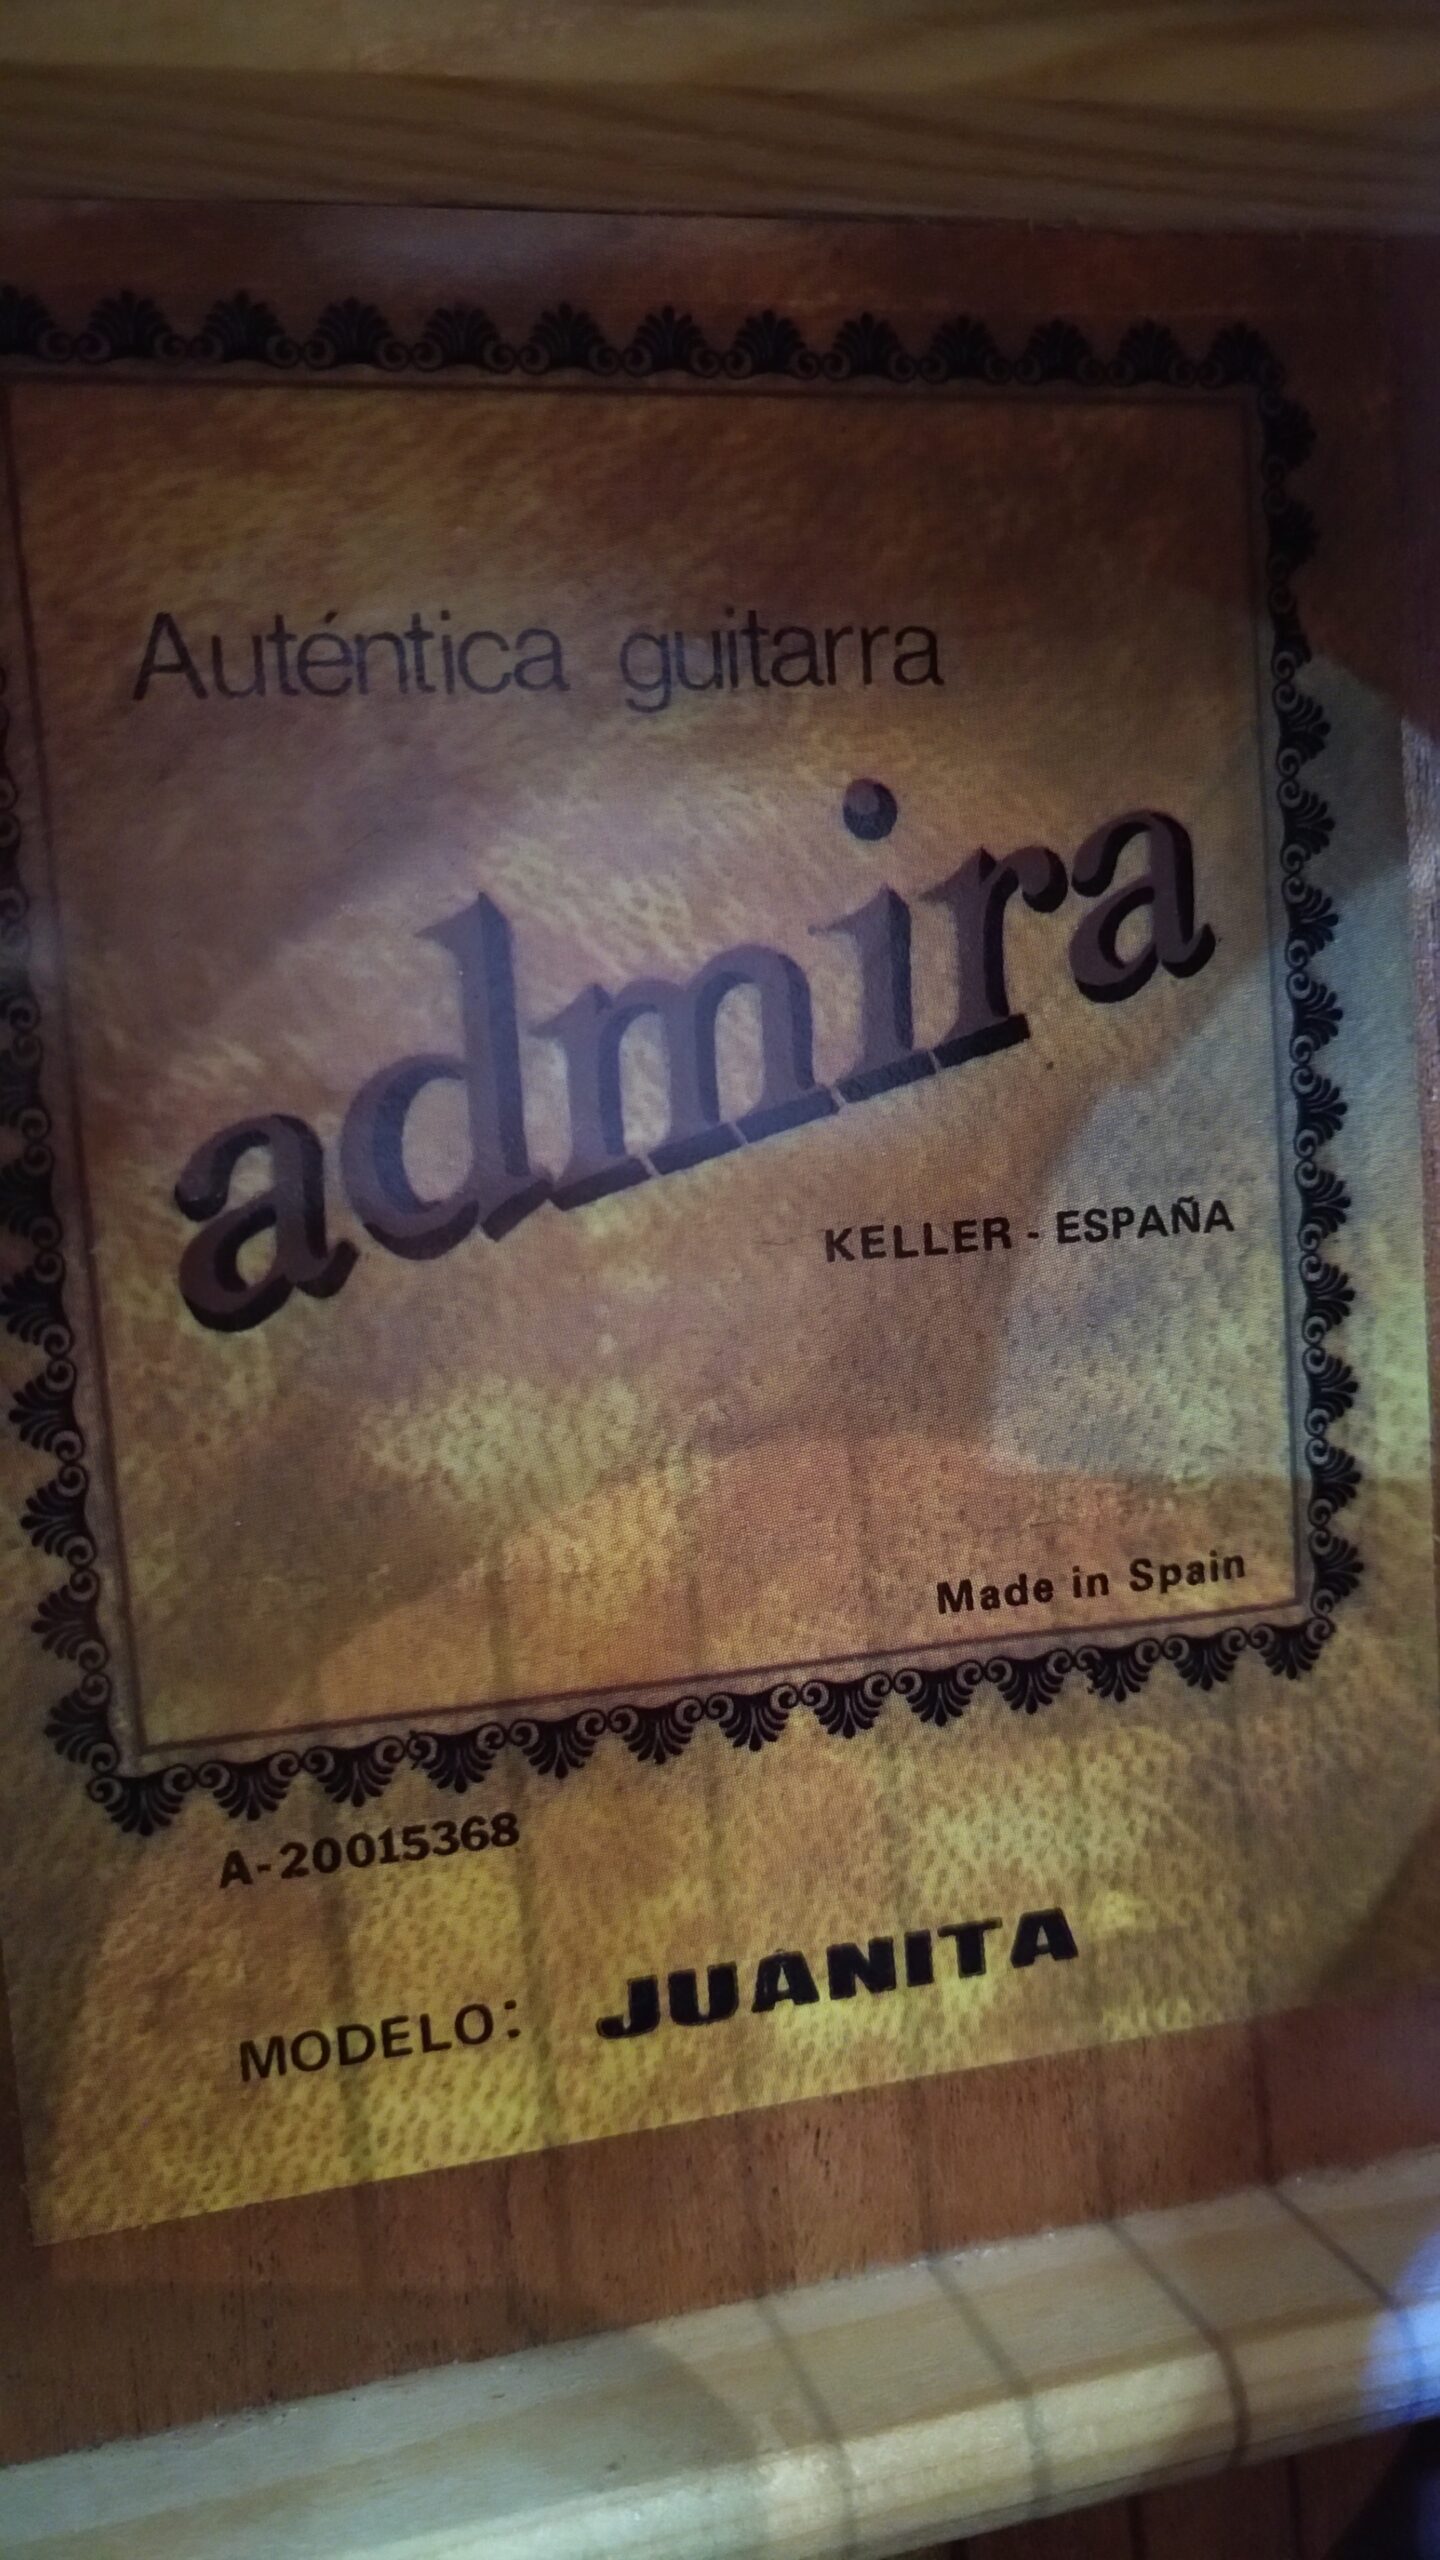 Auténtica guitarra
admira
KELLER - ESPAÑA
Made in Spain
A-20015368
MODELO: JUANITA